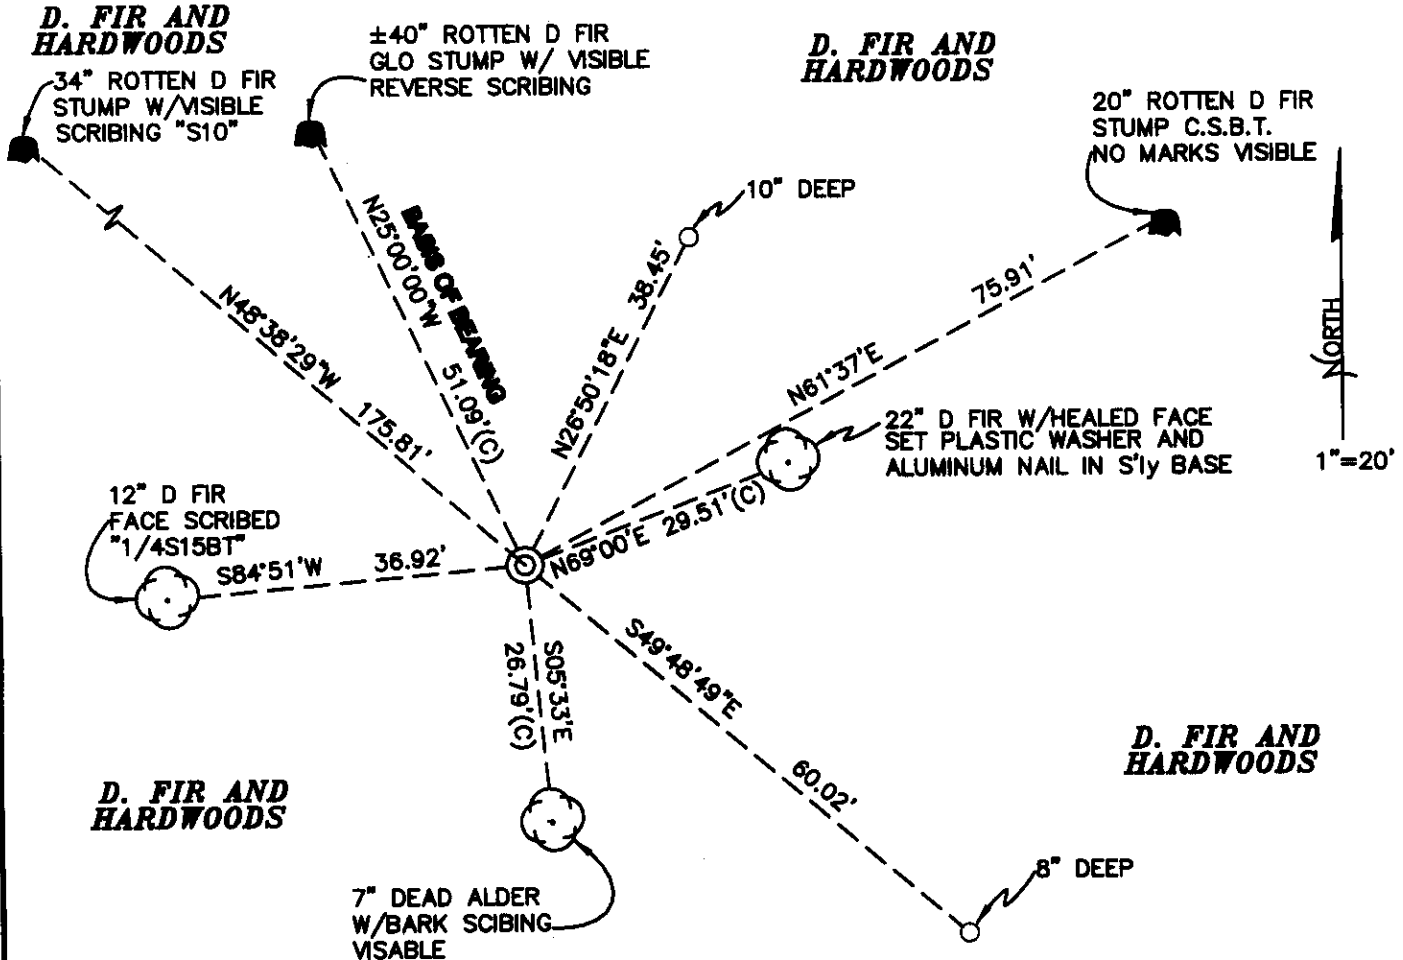 D. FIR AND
HARDWOODS
34" ROTTEN D FIR
STUMP W/VISIBLE
SCRIBING "S10"
±40" ROTTEN D FIR
GLO STUMP W/ VISIBLE
REVERSE SCRIBING
D. FIR AND
HARDWOODS
20" ROTTEN D FIR
STUMP C.S.B.T.
NO MARKS VISIBLE
10" DEEP
BASIS OF BEARING
N25°00'00"W 51.09'(C)
N48°38'29"W 175.81'
N26°50'18"E 38.45'
N61°37'E 75.91'
NORTH
1"=20'
22" D FIR W/HEALED FACE
SET PLASTIC WASHER AND
ALUMINUM NAIL IN S'ly BASE
N69°00'E 29.51'(C)
12" D FIR
FACE SCRIBED
"1/4S15BT"
S84°51'W 36.92'
S05°33'E
26.79'(C)
S49°48'49"E 60.02'
D. FIR AND
HARDWOODS
D. FIR AND
HARDWOODS
8" DEEP
7" DEAD ALDER
W/BARK SCIBING
VISABLE